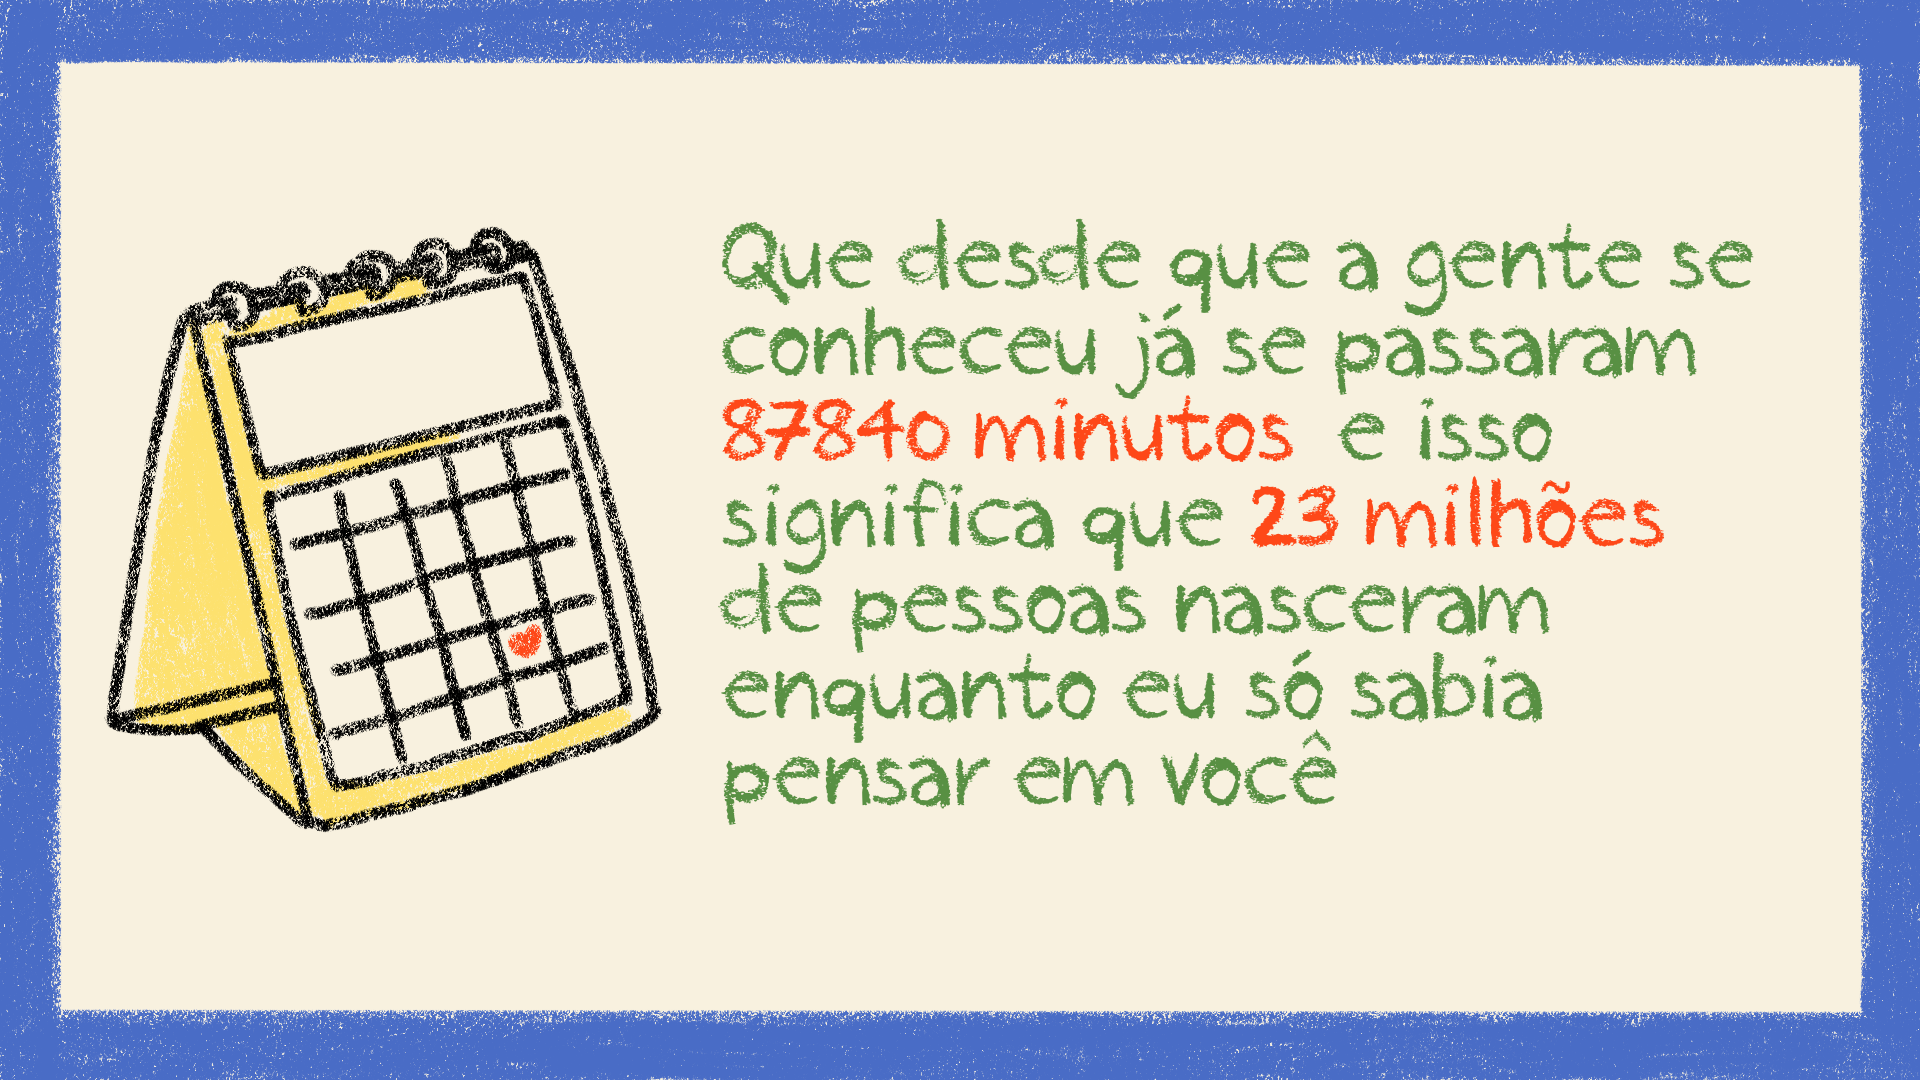 Que desde que a gente se
conheceu já se passaram
87840 minutos e isso
significa que 23 milhões
de pessoas nasceram
enquanto eu só sabia
pensar em você